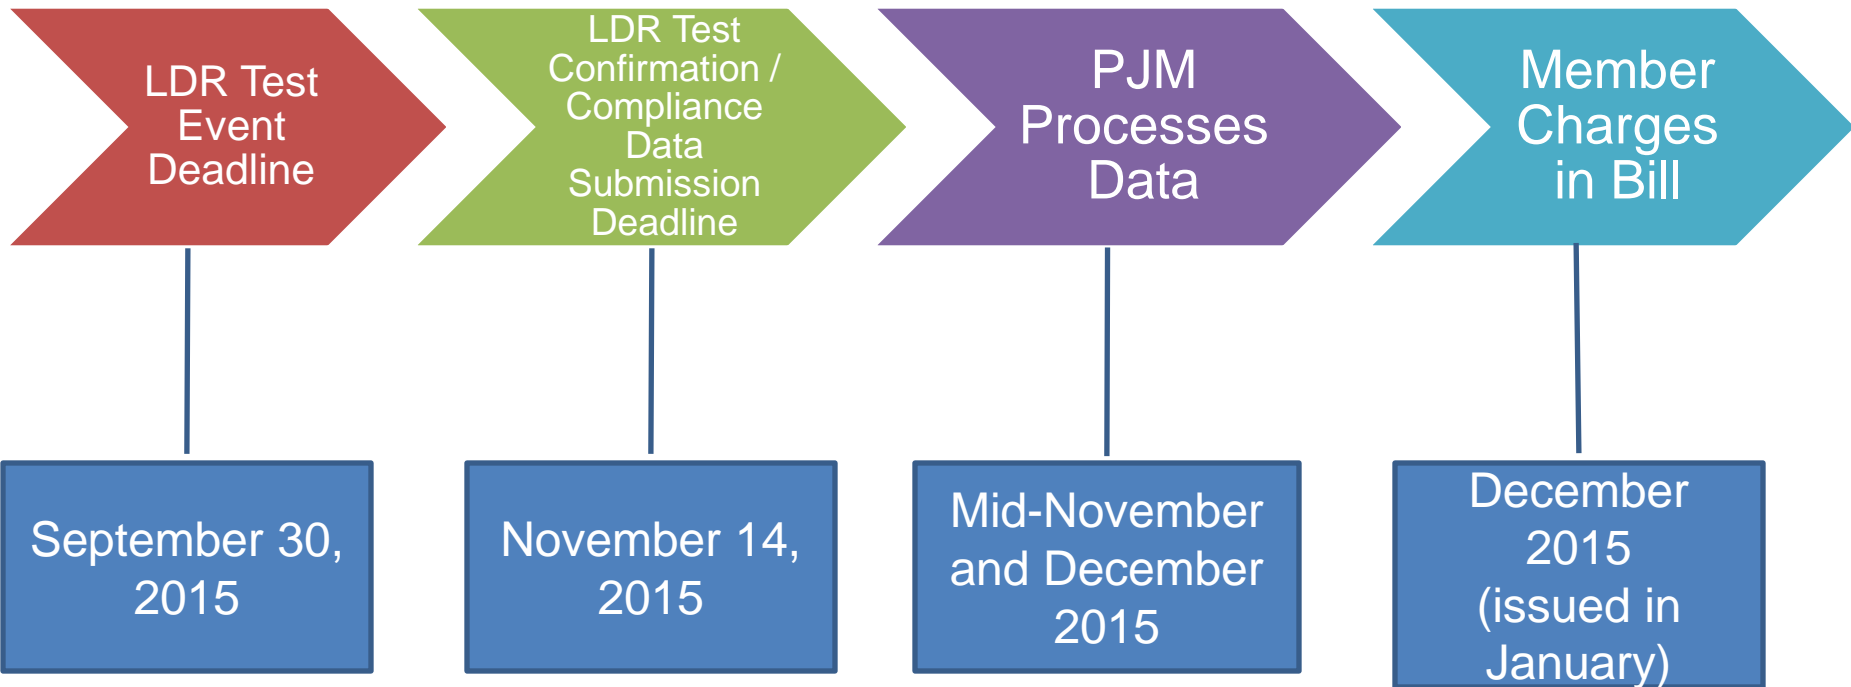 LDR Test
Event
Deadline
LDR Test
Confirmation /
Compliance
Data
Submission
Deadline
PJM
Processes
Data
Member
Charges
in Bill
September 30,
2015
November 14,
2015
Mid-November
and December
2015
December
2015
(issued in
January)